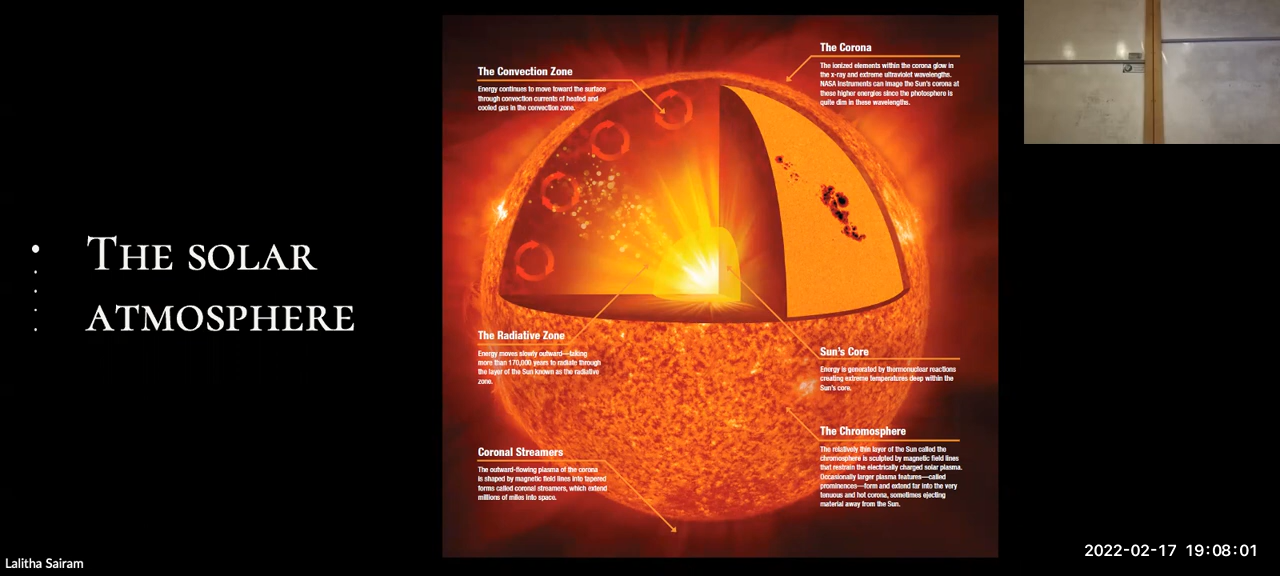 THE SOLAR
ATMOSPHERE
The Convection Zone
Energy continues to move toward the surface
through convection currents of heated and
cooled gas in the convection zone.
The Corona
The ionized elements within the corona glow in
the x-ray and extreme ultraviolet wavelengths.
NASA instruments can image the Sun's corona at
these higher energies since the photosphere is
quite dim in these wavelengths.
The Radiative Zone
Energy moves slowly outward—taking
more than 170,000 years to radiate through
the layer of the Sun known as the radiative
zone.
Sun's Core
Energy is generated by thermonuclear reactions
creating extreme temperatures deep within the
Sun's core.
Coronal Streamers
The outward-flowing plasma of the corona
is shaped by magnetic field lines into tapered
forms called coronal streamers, which extend
millions of miles into space.
The Chromosphere
The relatively thin layer of the Sun called the
chromosphere is sculpted by magnetic field lines
that restrain the electrically charged solar plasma.
Occasionally larger plasma features—called
prominences—form and extend far into the very
tenuous and hot corona, sometimes ejecting
material away from the Sun.
Lalitha Sairam
2022-02-17 19:08:01